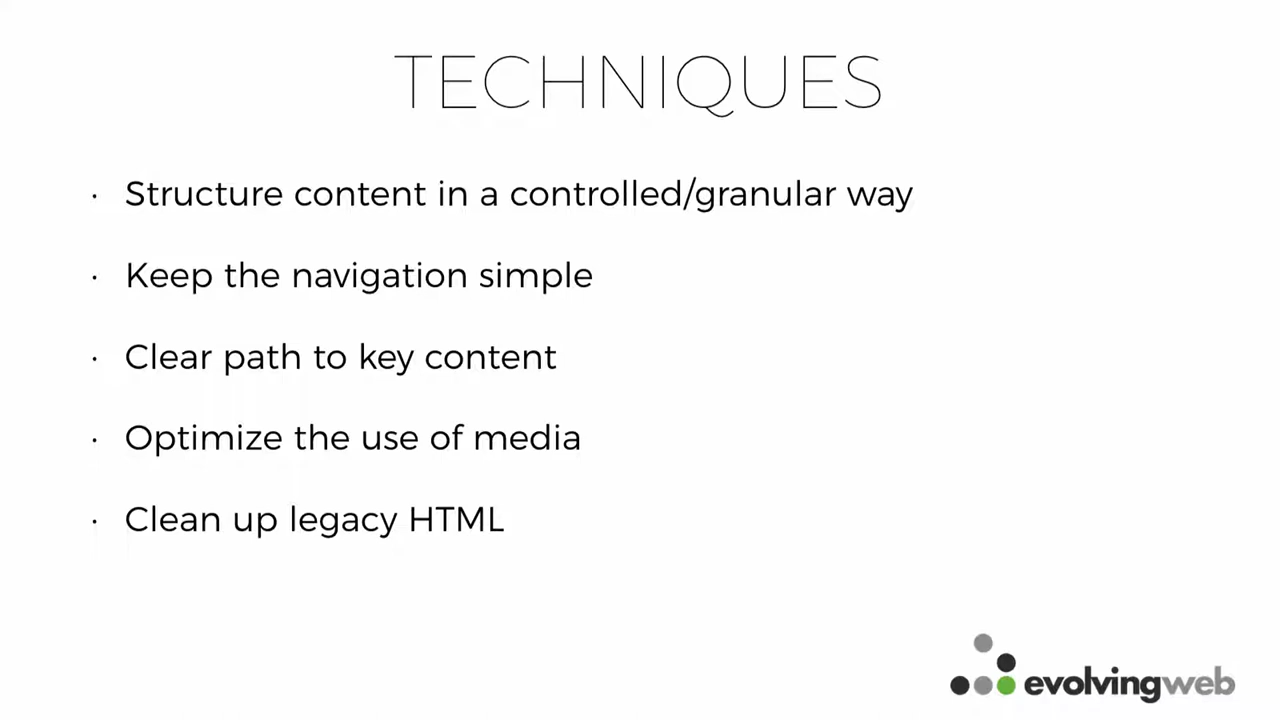 TECHNIQUES
· Structure content in a controlled/granular way
· Keep the navigation simple
· Clear path to key content
· Optimize the use of media
· Clean up legacy HTML
evolvingweb